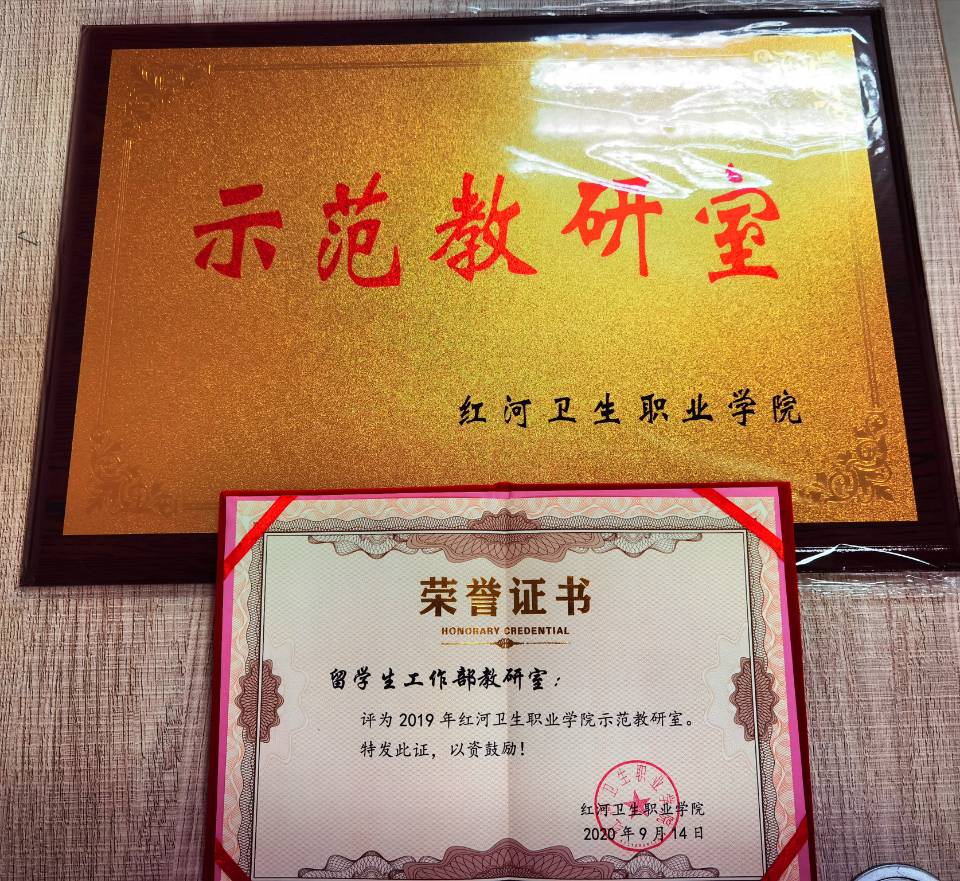 示范教研室
红河卫生职业学院
荣誉证书
HONORARY CREDENTIAL
留学生工作部教研室：
评为2019年红河卫生职业学院示范教研室。
特发此证，以资鼓励！
红河卫生职业学院
2020年9月14日